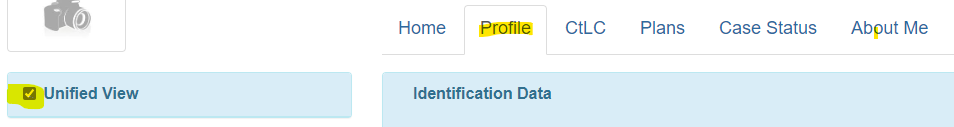 Home Profile CtLC Plans Case Status About Me
Unified View
Identification Data